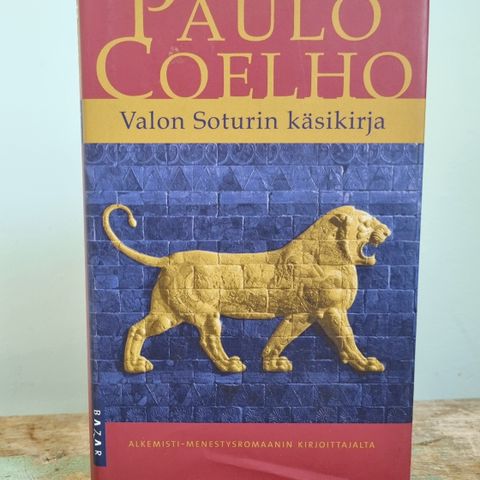 PAULO
COELHO
Valon Soturin käsikirja
ALKEMISTI-MENESTYSROMAANIN KIRJOITTAJALTA
BAZAR